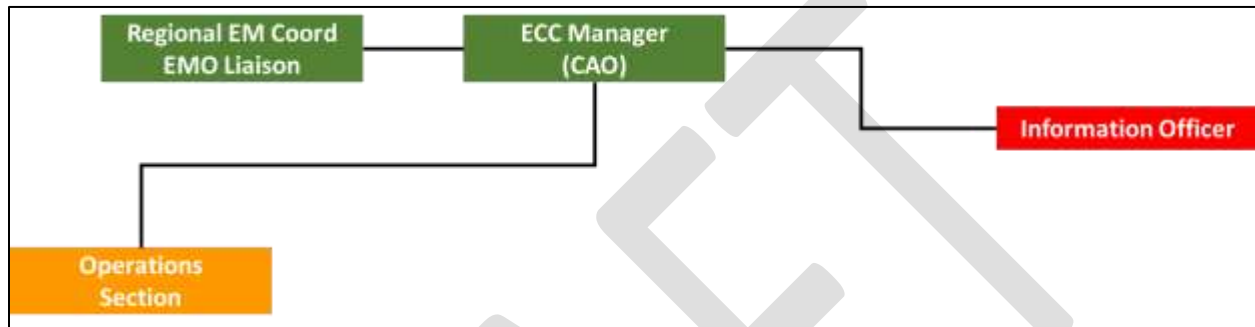 Regional EM Coord
EMO Liaison
ECC Manager
(CAO)
Information Officer
Operations
Section